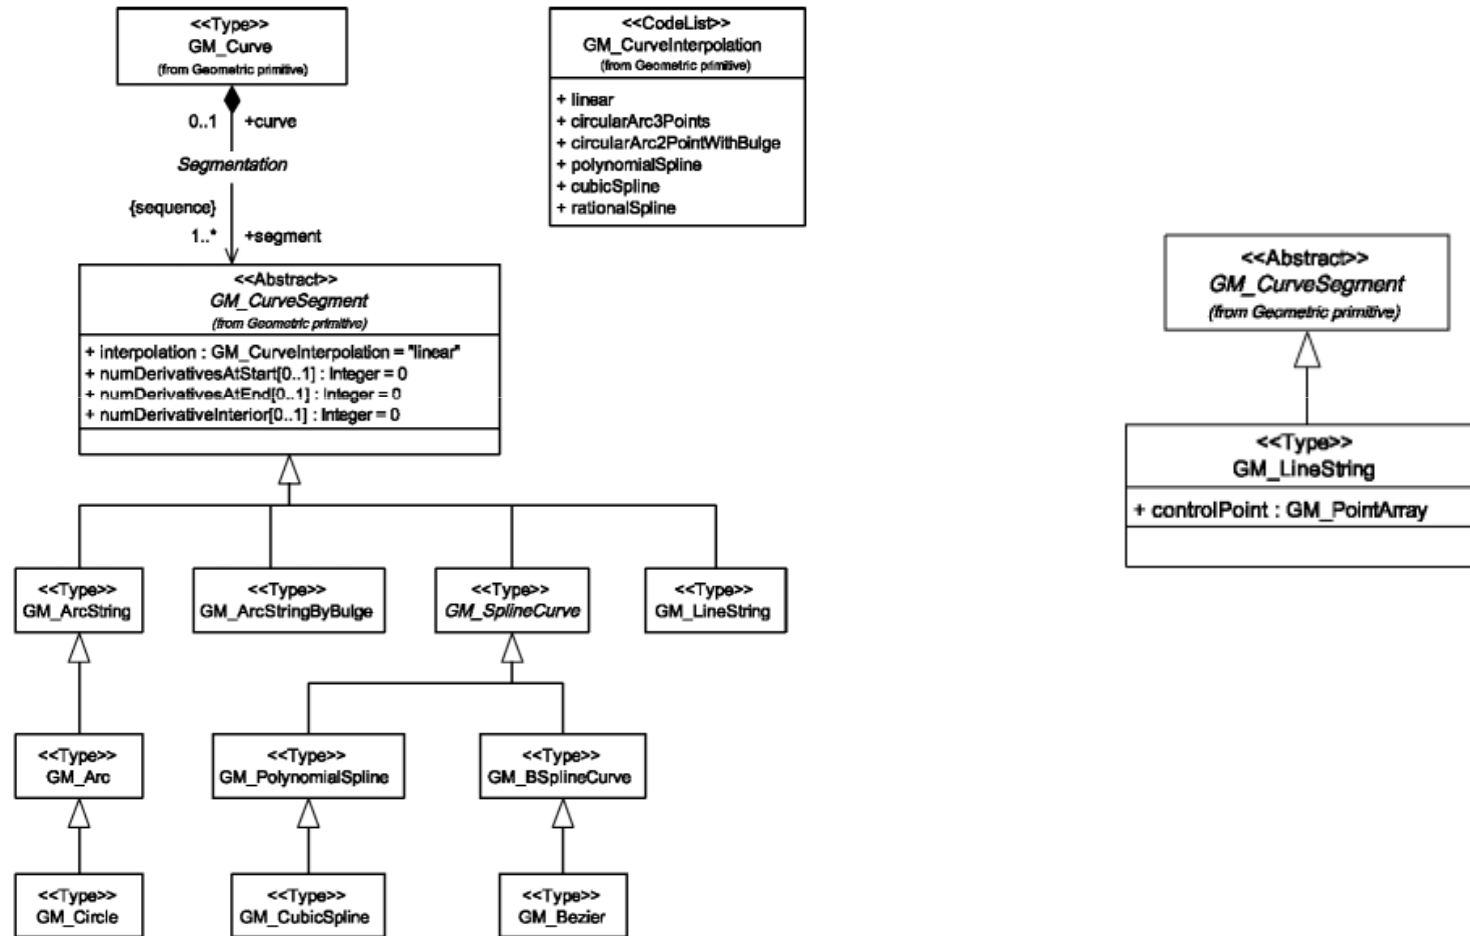 <<Type>>
GM_Curve
(from Geometric primitive)
0..1 +curve
Segmentation
{sequence}
1..* +segment
<<CodeList>>
GM_CurveInterpolation
(from Geometric primitive)
+ linear
+ circularArc3Points
+ circularArc2PointWithBulge
+ polynomialSpline
+ cubicSpline
+ rationalSpline
<<Abstract>>
GM_CurveSegment
(from Geometric primitive)
+ interpolation : GM_CurveInterpolation = "linear"
+ numDerivativesAtStart[0..1] : Integer = 0
+ numDerivativesAtEnd[0..1] : Integer = 0
+ numDerivativeInterior[0..1] : Integer = 0
<<Type>>
GM_ArcString
<<Type>>
GM_ArcStringByBulge
<<Type>>
GM_SplineCurve
<<Type>>
GM_LineString
<<Type>>
GM_Arc
<<Type>>
GM_PolynomialSpline
<<Type>>
GM_BSplineCurve
<<Type>>
GM_Circle
<<Type>>
GM_CubicSpline
<<Type>>
GM_Bezier
<<Abstract>>
GM_CurveSegment
(from Geometric primitive)
<<Type>>
GM_LineString
+ controlPoint : GM_PointArray